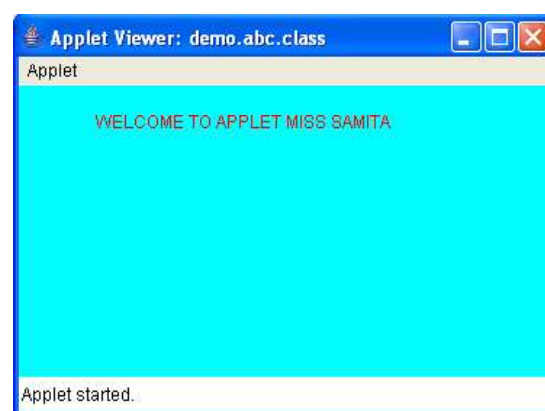 Applet Viewer: demo.abc.class
Applet
WELCOME TO APPLET MISS SAMITA
Applet started.